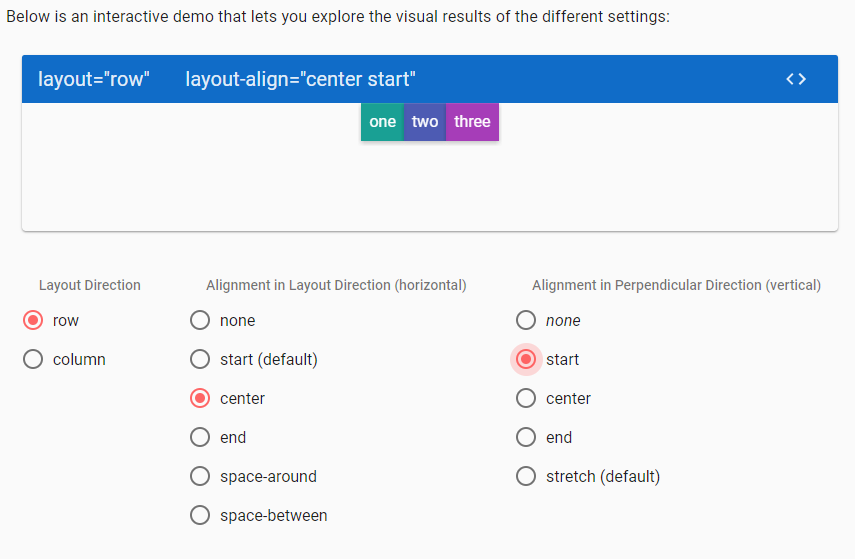 Below is an interactive demo that lets you explore the visual results of the different settings:
layout="row" layout-align="center start" <>
one two three
Layout Direction Alignment in Layout Direction (horizontal) Alignment in Perpendicular Direction (vertical)
row none none
column start (default) start
center center
end end
space-around stretch (default)
space-between